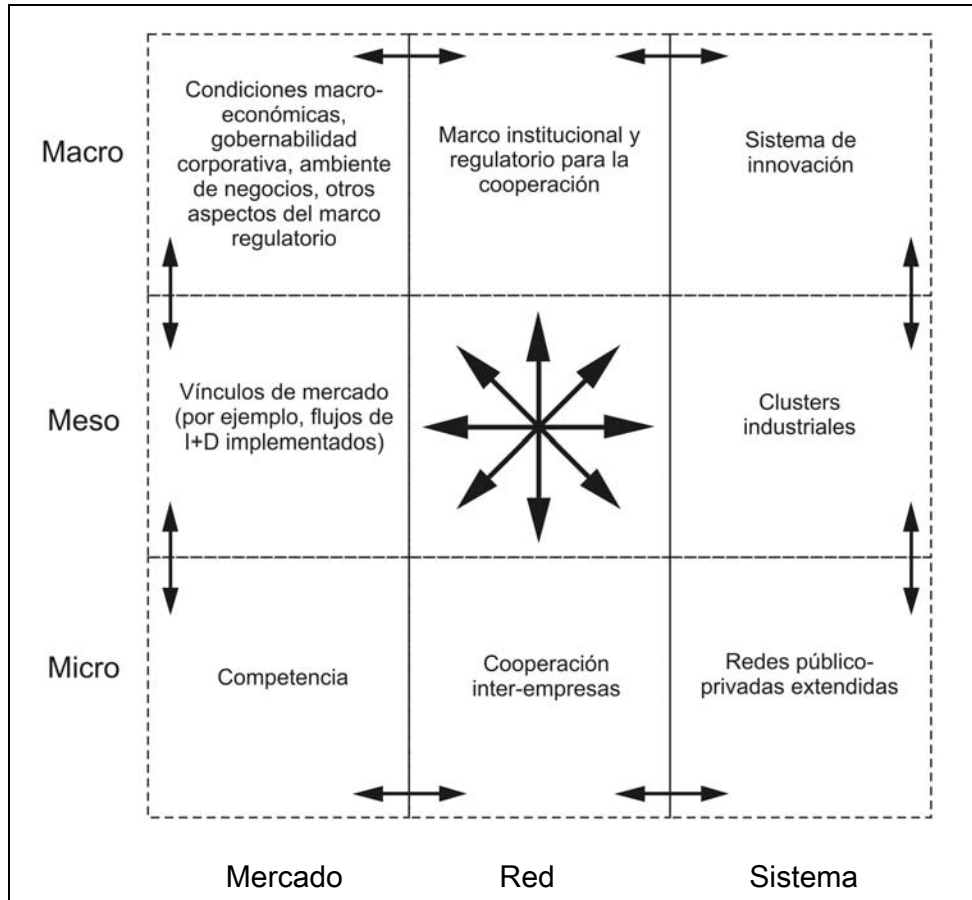 Macro
Condiciones macro-
económicas,
gobernabilidad
corporativa, ambiente
de negocios, otros
aspectos del marco
regulatorio
Marco institucional y
regulatorio para la
cooperación
Sistema de
innovación
Meso
Vínculos de mercado
(por ejemplo, flujos de
I+D implementados)
Clusters
industriales
Micro
Competencia
Cooperación
inter-empresas
Redes público-
privadas extendidas
Mercado
Red
Sistema